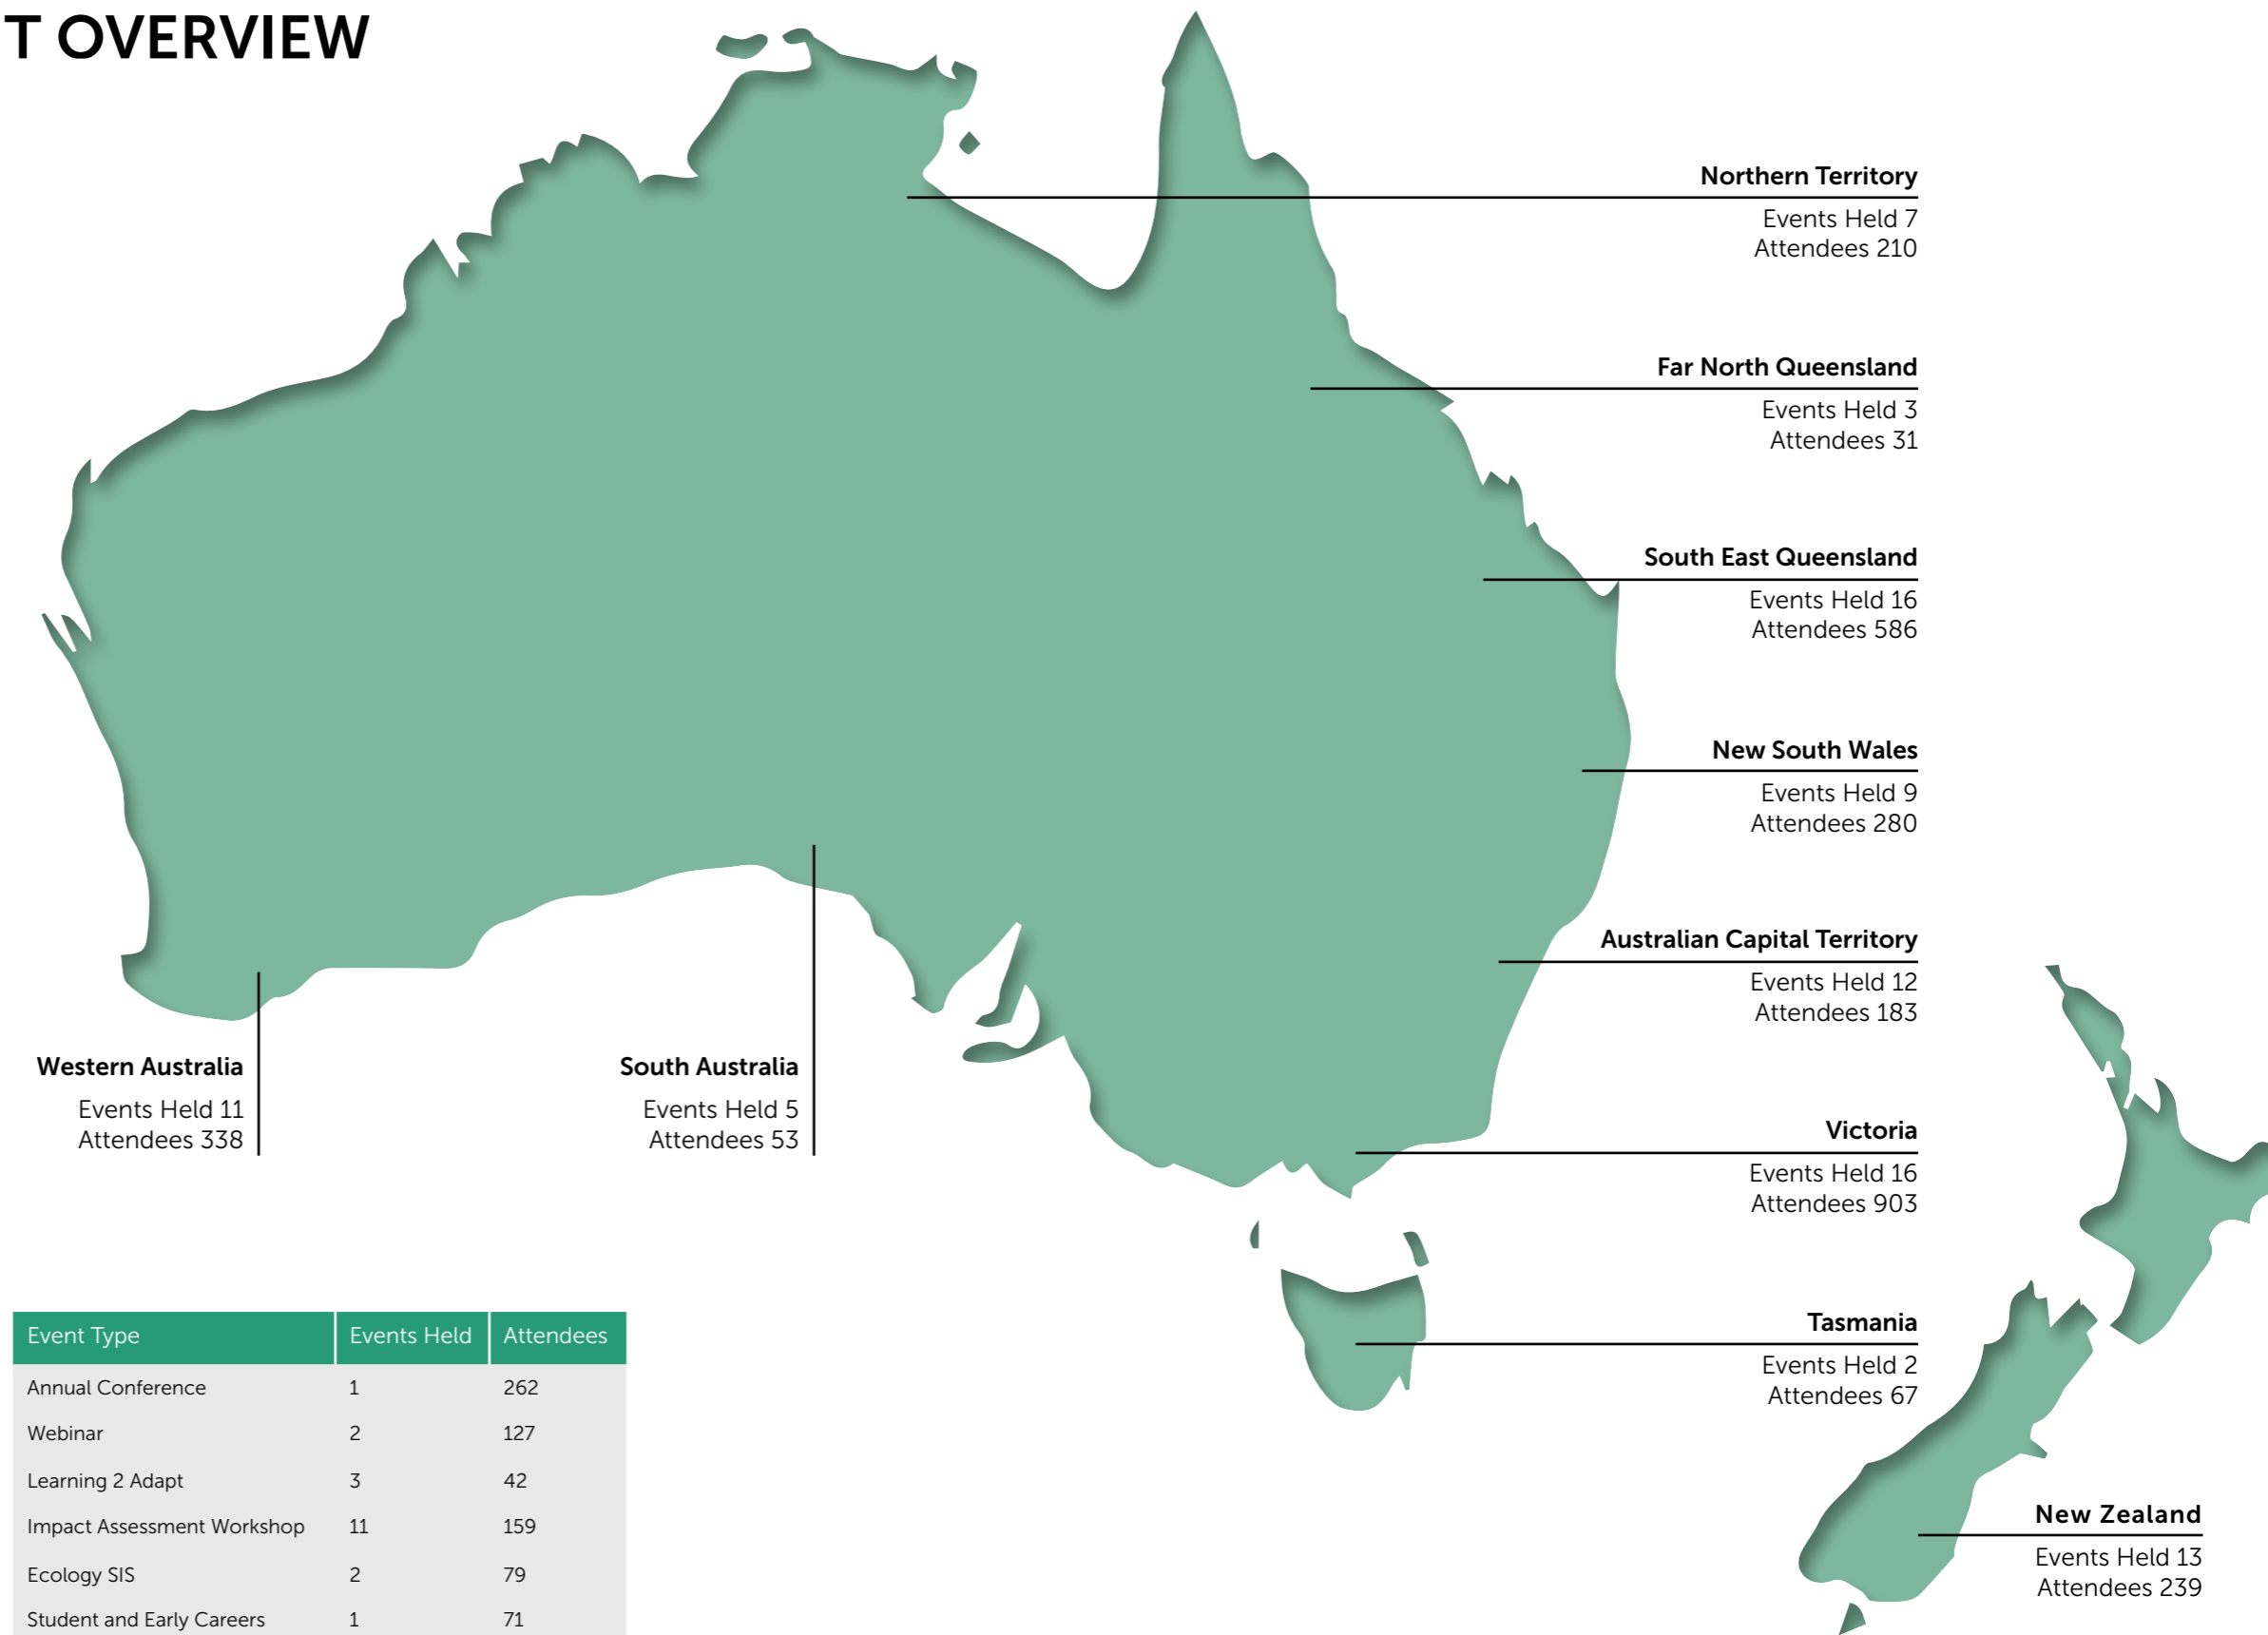 T OVERVIEW
Northern Territory
Events Held 7
Attendees 210
Far North Queensland
Events Held 3
Attendees 31
South East Queensland
Events Held 16
Attendees 586
New South Wales
Events Held 9
Attendees 280
Australian Capital Territory
Events Held 12
Attendees 183
Western Australia
Events Held 11
Attendees 338
South Australia
Events Held 5
Attendees 53
Victoria
Events Held 16
Attendees 903
Tasmania
Events Held 2
Attendees 67
New Zealand
Events Held 13
Attendees 239
Event Type Events Held Attendees
Annual Conference 1 262
Webinar 2 127
Learning 2 Adapt 3 42
Impact Assessment Workshop 11 159
Ecology SIS 2 79
Student and Early Careers 1 71